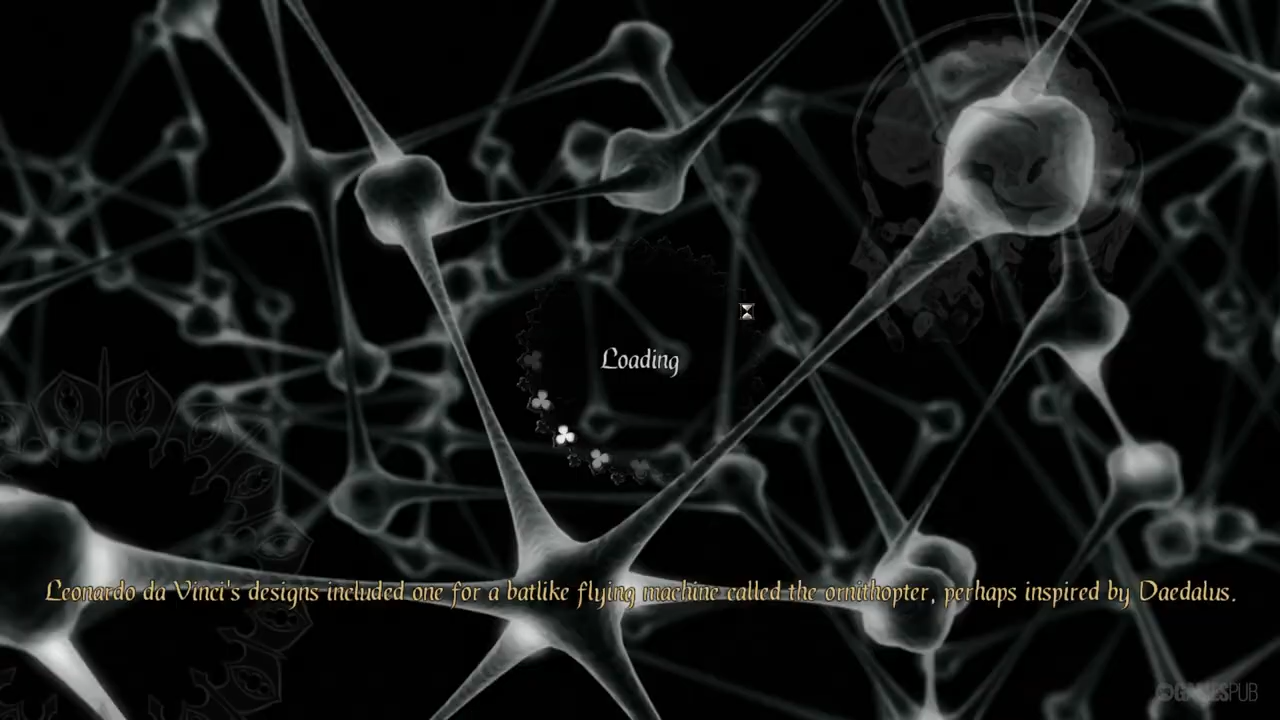 Loading
Leonardo da Vinci's designs included one for a batlike flying machine called the ornithopter, perhaps inspired by Daedalus.
GAMESPUB